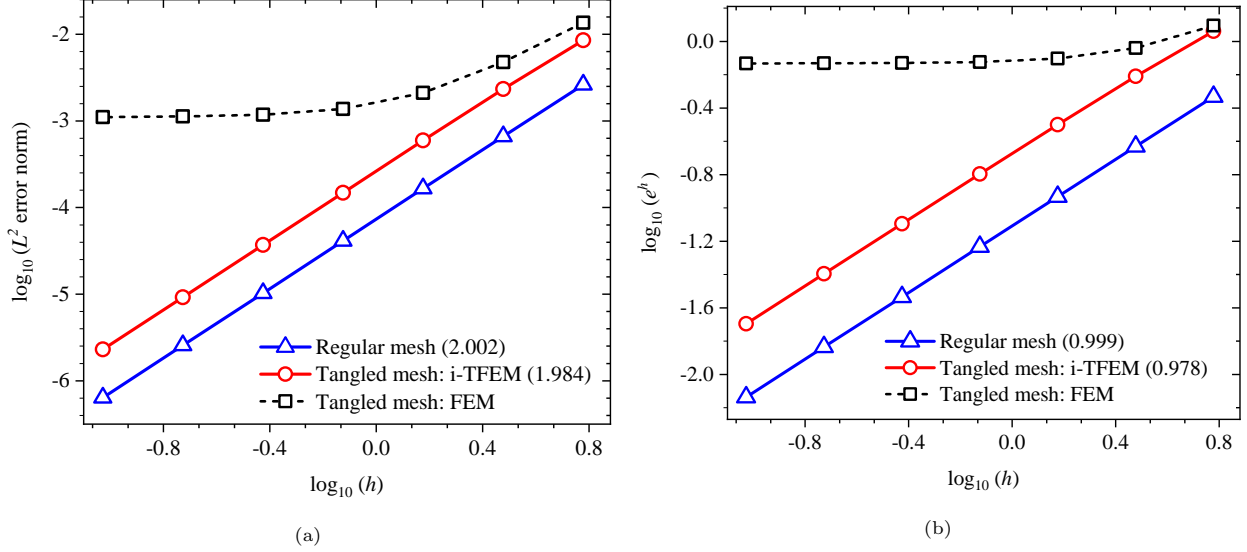 -2
-3
-4
-5
-6
log₁₀ (L² error norm)
Regular mesh (2.002)
Tangled mesh: i-TFEM (1.984)
Tangled mesh: FEM
-0.8 -0.4 0.0 0.4 0.8
log₁₀ (h)
(a)
0.0
-0.4
-0.8
-1.2
-1.6
-2.0
log₁₀ (eʰ)
Regular mesh (0.999)
Tangled mesh: i-TFEM (0.978)
Tangled mesh: FEM
-0.8 -0.4 0.0 0.4 0.8
log₁₀ (h)
(b)